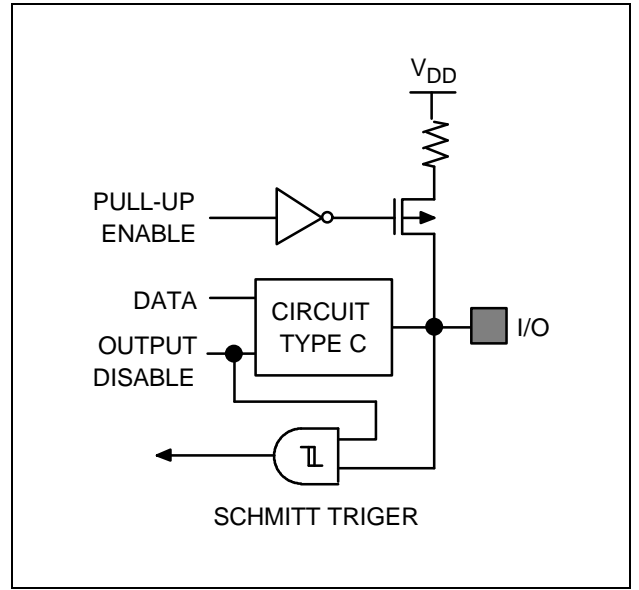 VDD
PULL-UP
ENABLE
DATA
CIRCUIT
TYPE C
OUTPUT
DISABLE
I/O
SCHMITT TRIGER